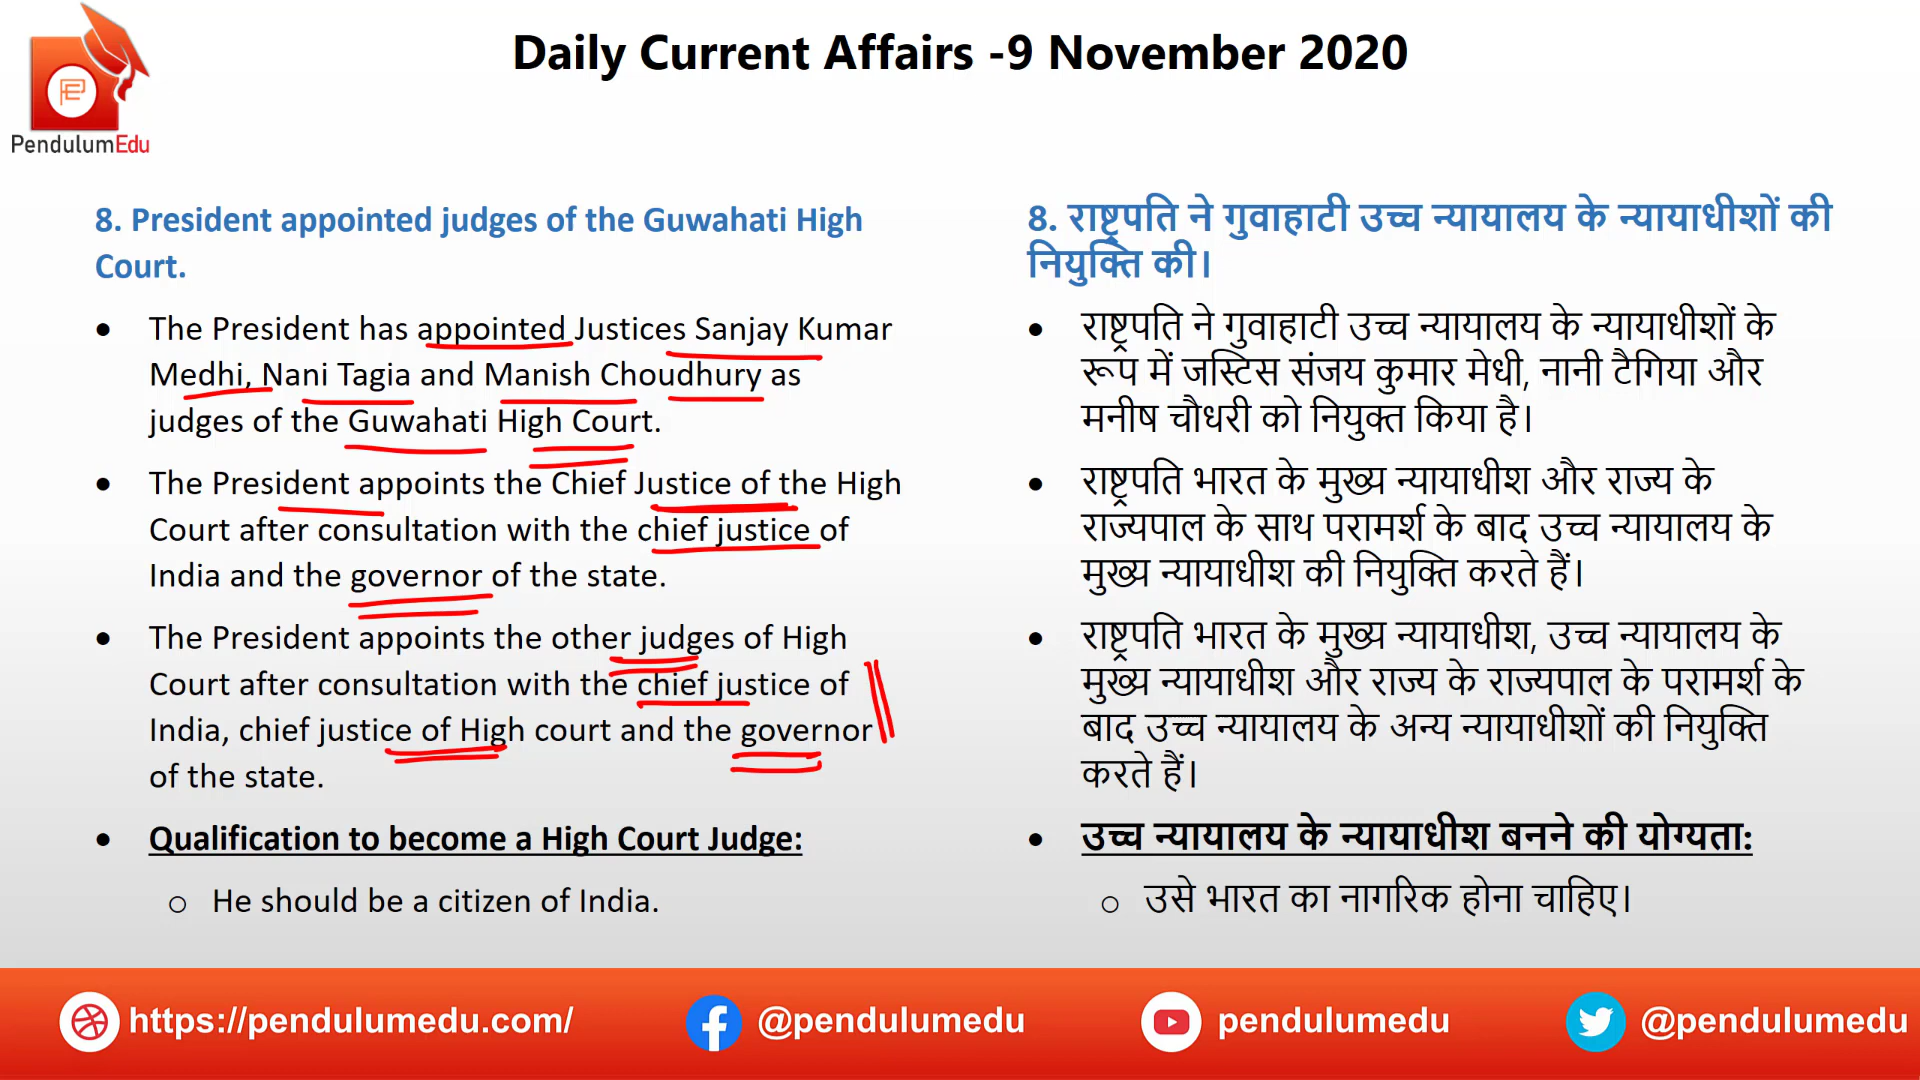 Daily Current Affairs -9 November 2020
PendulumEdu
8. President appointed judges of the Guwahati High
Court.
• The President has appointed Justices Sanjay Kumar
Medhi, Nani Tagia and Manish Choudhury as
judges of the Guwahati High Court.
• The President appoints the Chief Justice of the High
Court after consultation with the chief justice of
India and the governor of the state.
• The President appoints the other judges of High
Court after consultation with the chief justice of
India, chief justice of High court and the governor
of the state.
• Qualification to become a High Court Judge:
o He should be a citizen of India.
8. राष्ट्रपति ने गुवाहाटी उच्च न्यायालय के न्यायाधीशों की
नियुक्ति की।
• राष्ट्रपति ने गुवाहाटी उच्च न्यायालय के न्यायाधीशों के
रूप में जस्टिस संजय कुमार मेधी, नानी टैगिया और
मनीष चौधरी को नियुक्त किया है।
• राष्ट्रपति भारत के मुख्य न्यायाधीश और राज्य के
राज्यपाल के साथ परामर्श के बाद उच्च न्यायालय के
मुख्य न्यायाधीश की नियुक्ति करते हैं।
• राष्ट्रपति भारत के मुख्य न्यायाधीश, उच्च न्यायालय के
मुख्य न्यायाधीश और राज्य के राज्यपाल के परामर्श के
बाद उच्च न्यायालय के अन्य न्यायाधीशों की नियुक्ति
करते हैं।
• उच्च न्यायालय के न्यायाधीश बनने की योग्यता:
o उसे भारत का नागरिक होना चाहिए।
https://pendulumedu.com/
@pendulumedu
pendulumedu
@pendulumedu